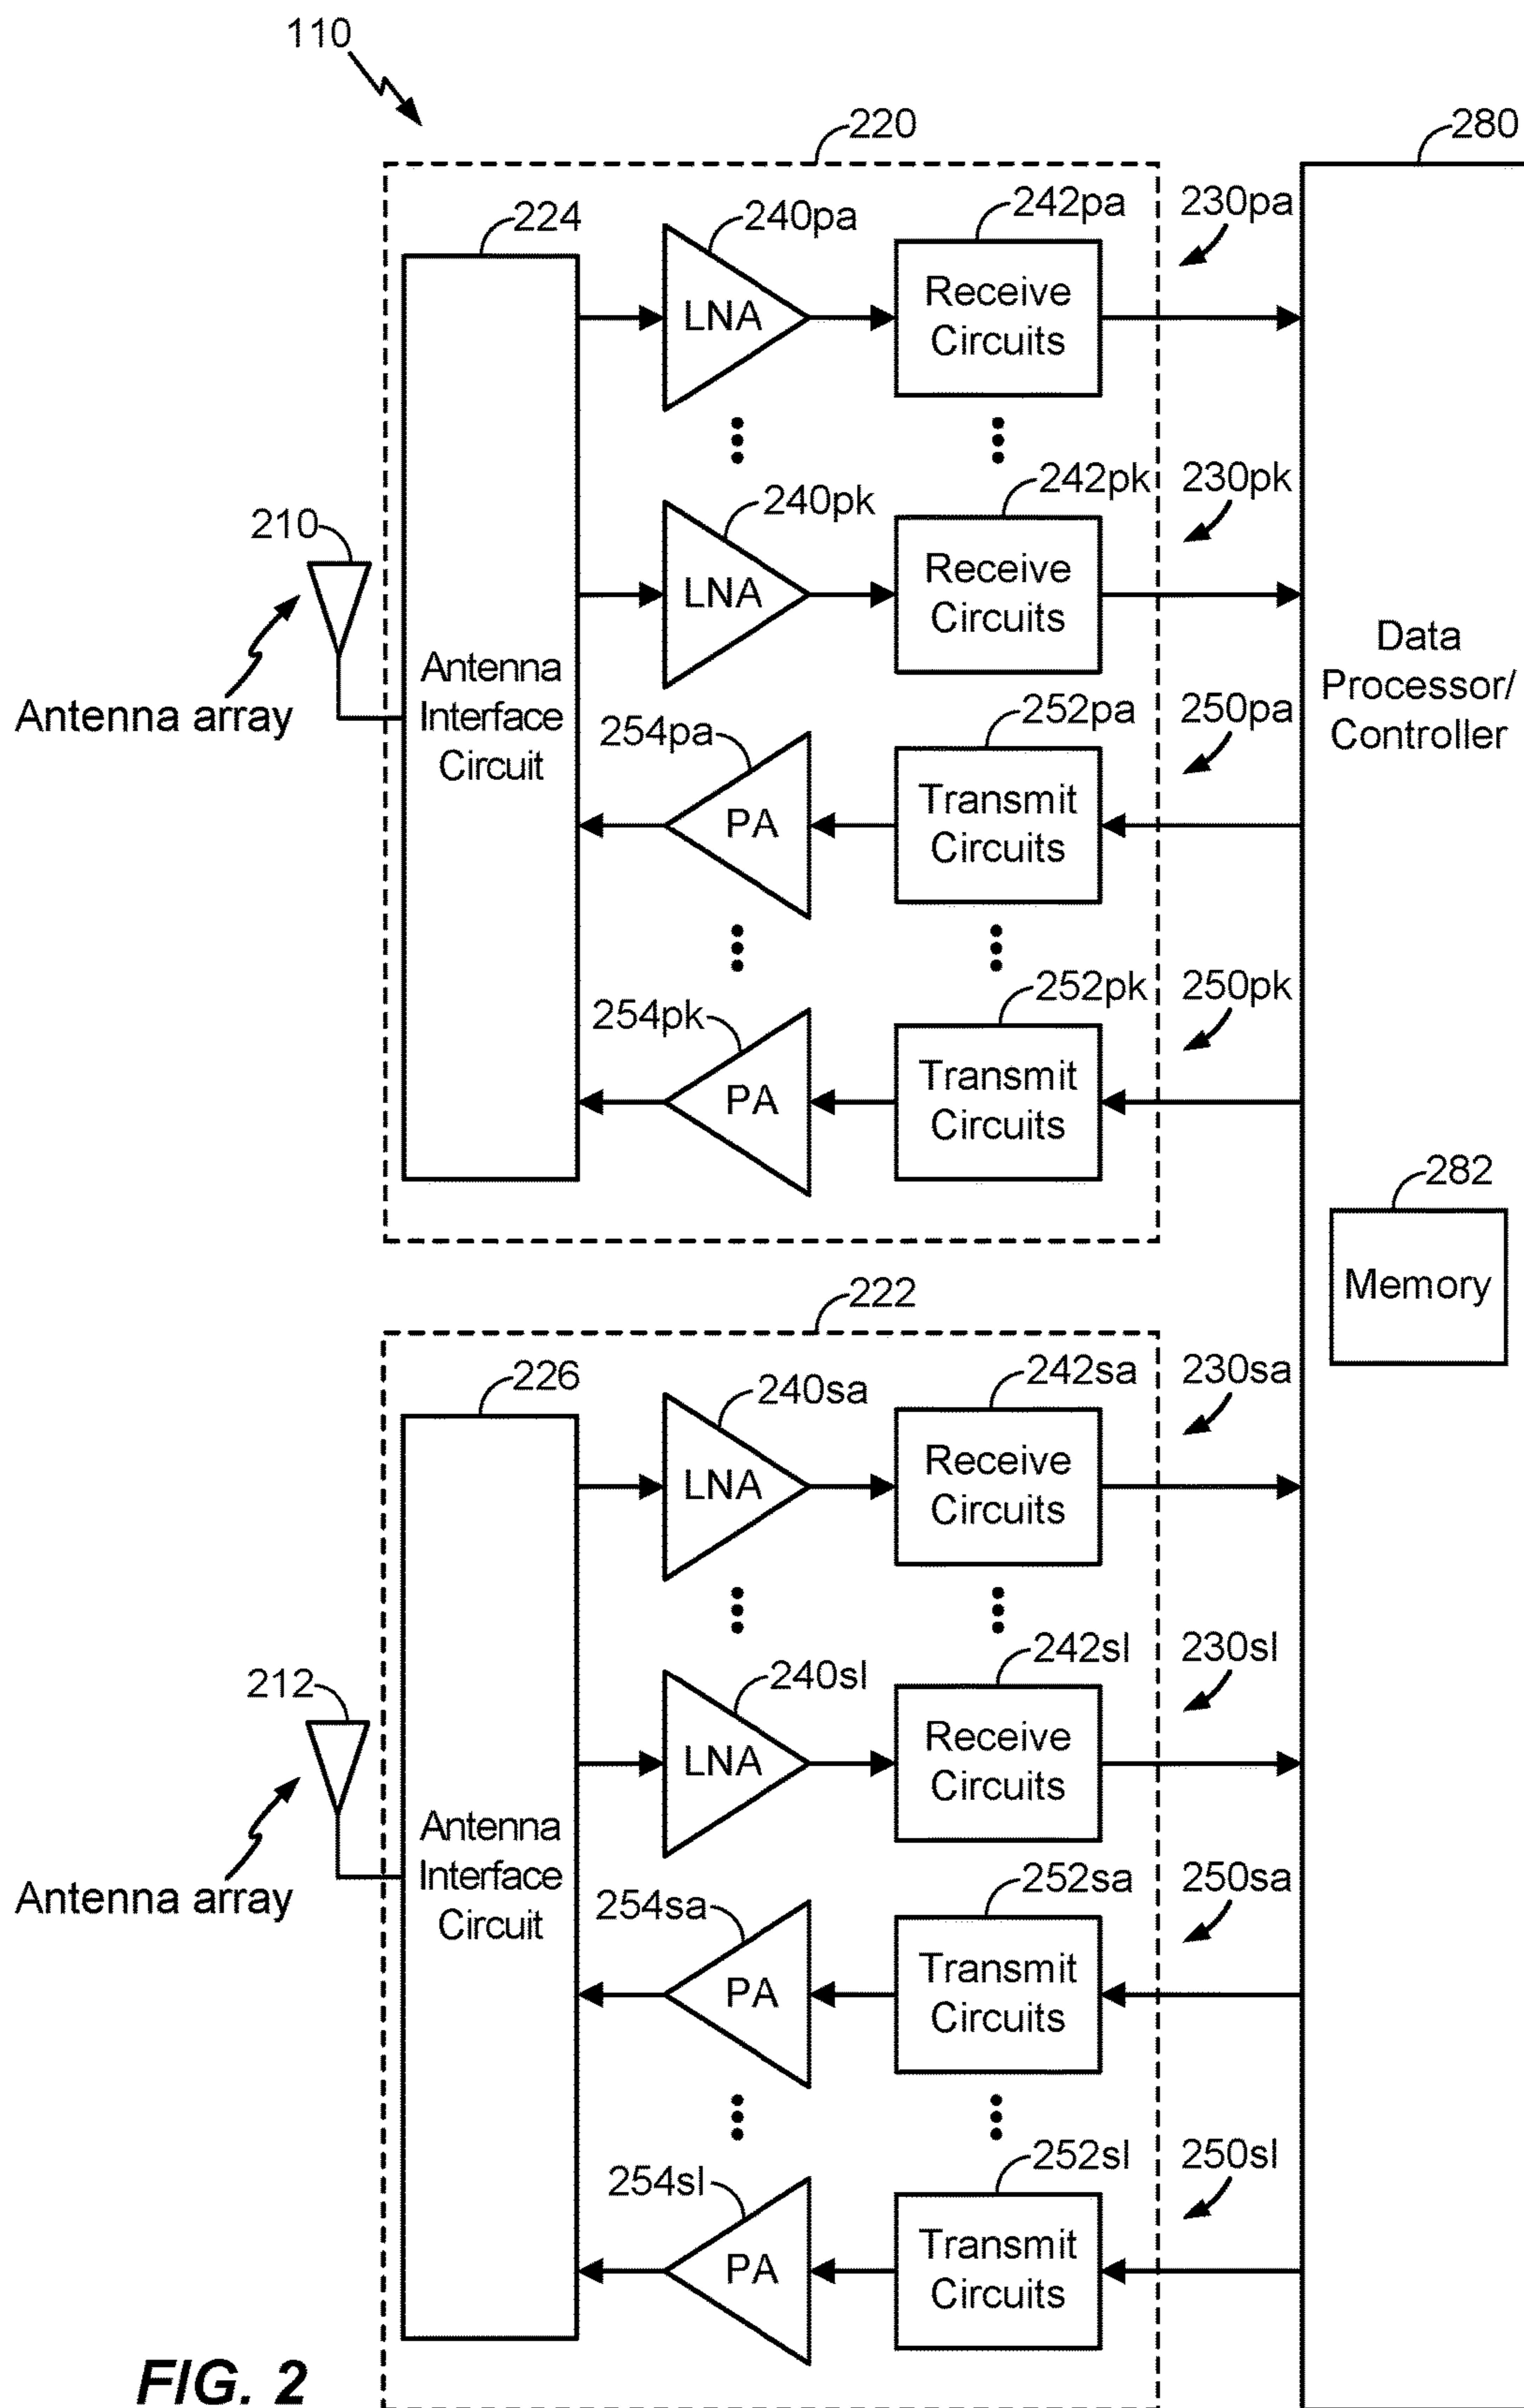 110
220
280
224
240pa
242pa
230pa
LNA
Receive
Circuits
240pk
242pk
230pk
210
LNA
Receive
Circuits
Antenna array
Antenna
Interface
Circuit
Data
Processor/
Controller
254pa
252pa
250pa
PA
Transmit
Circuits
254pk
252pk
250pk
PA
Transmit
Circuits
282
Memory
222
226
240sa
242sa
230sa
LNA
Receive
Circuits
240sl
242sl
230sl
212
LNA
Receive
Circuits
Antenna array
Antenna
Interface
Circuit
254sa
252sa
250sa
PA
Transmit
Circuits
254sl
252sl
250sl
PA
Transmit
Circuits
FIG. 2